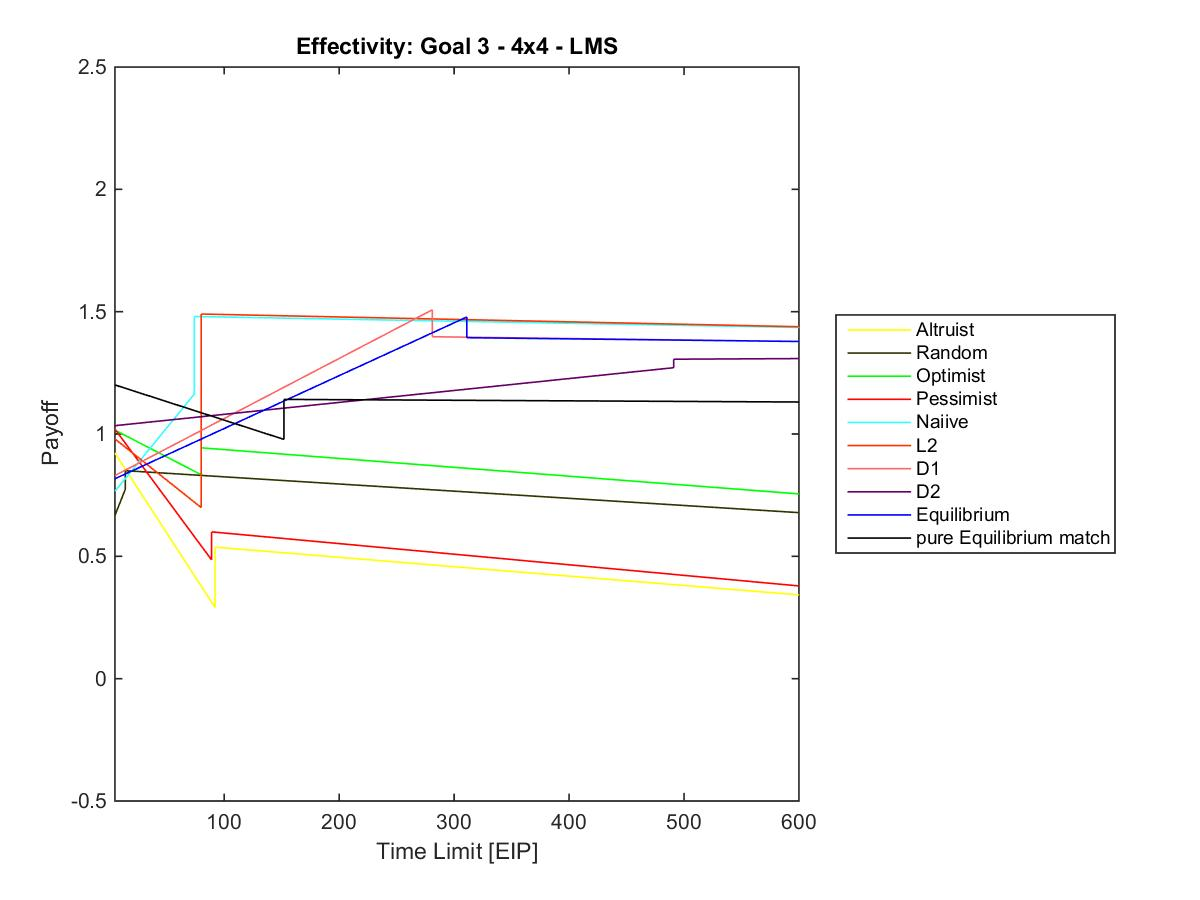 Effectivity: Goal 3 - 4x4 - LMS
2.5
2
1.5
1
0.5
0
-0.5
Payoff
100 200 300 400 500 600
Time Limit [EIP]
Altruist
Random
Optimist
Pessimist
Naiive
L2
D1
D2
Equilibrium
pure Equilibrium match